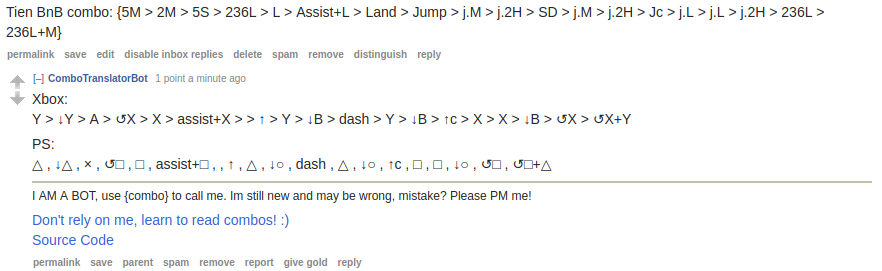 Tien BnB combo: {5M > 2M > 5S > 236L > L > Assist+L > Land > Jump > j.M > j.2H > SD > j.M > j.2H > Jc > j.L > j.L > j.2H > 236L >
236L+M}
permalink save edit disable inbox replies delete spam remove distinguish reply
[–] ComboTranslatorBot 1 point a minute ago
Xbox:
Y > ↓Y > A > ↺X > X > assist+X > > ↑ > Y > ↓B > dash > Y > ↓B > ↑c > X > X > ↓B > ↺X > ↺X+Y
PS:
△ , ↓△ , × , ↺□ , □ , assist+□ , , ↑ , △ , ↓○ , dash , △ , ↓○ , ↑c , □ , □ , ↓○ , ↺□ , ↺□+△
I AM A BOT, use {combo} to call me. Im still new and may be wrong, mistake? Please PM me!
Don't rely on me, learn to read combos! :)
Source Code
permalink save parent spam remove report give gold reply